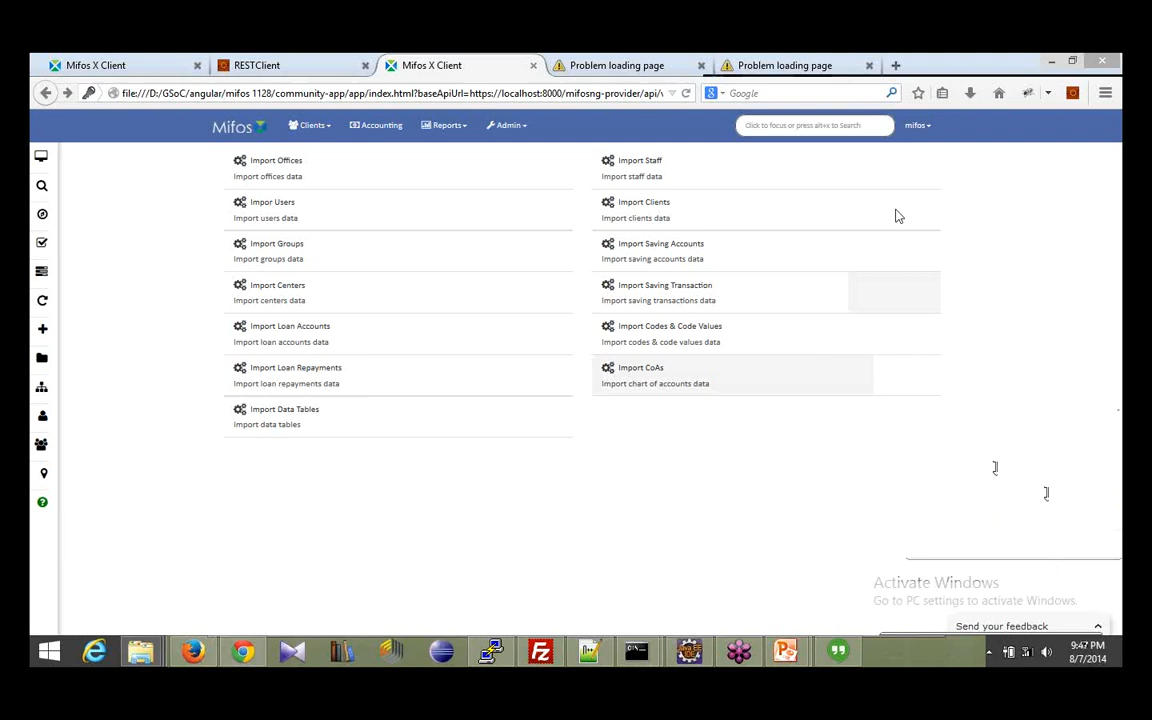 Mifos X Client
RESTClient
Mifos X Client
Problem loading page
Problem loading page
file:///D:/GSoC/angular/mifos 1128/community-app/app/index.html?baseApiUrl=https://localhost:8000/mifosng-provider/api/v
Google
Mifos
Clients
Accounting
Reports
Admin
Click to focus or press alt+x to Search
mifos
Import Offices
Import offices data
Import Staff
Import staff data
Impor Users
Import users data
Import Clients
Import clients data
Import Groups
Import groups data
Import Saving Accounts
Import saving accounts data
Import Centers
Import centers data
Import Saving Transaction
Import saving transactions data
Import Loan Accounts
Import loan accounts data
Import Codes & Code Values
Import codes & code values data
Import Loan Repayments
Import loan repayments data
Import CoAs
Import chart of accounts data
Import Data Tables
Import data tables
Activate Windows
Go to PC settings to activate Windows.
Send your feedback
9:47 PM
8/7/2014